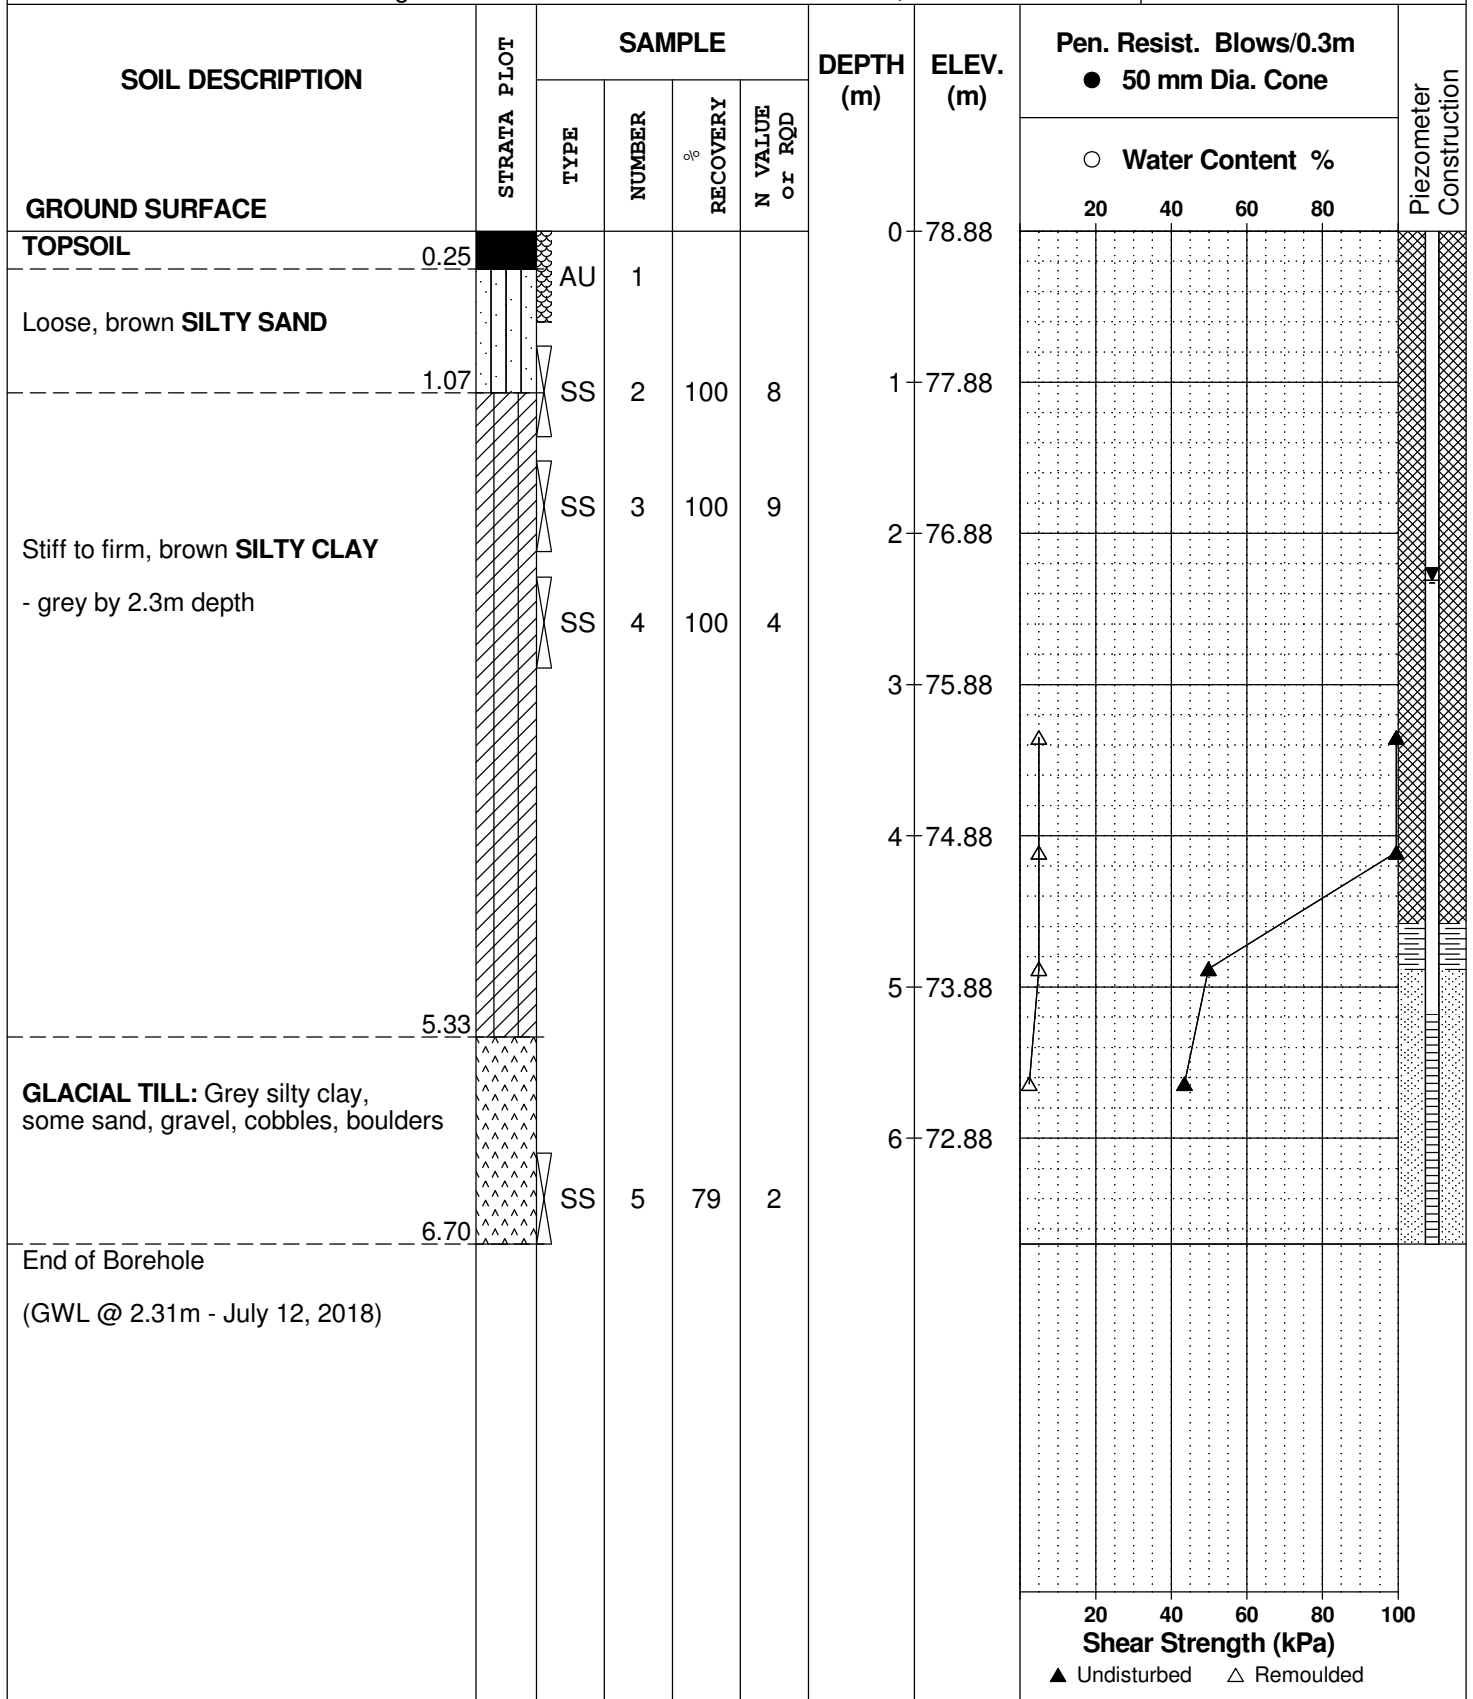 SOIL DESCRIPTION
GROUND SURFACE
STRATA PLOT
SAMPLE
TYPE
NUMBER
%
RECOVERY
N VALUE
or RQD
DEPTH
(m)
ELEV.
(m)
Pen. Resist. Blows/0.3m
● 50 mm Dia. Cone
○ Water Content %
20 40 60 80
Piezometer
Construction
TOPSOIL
0.25
0 78.88
AU 1
Loose, brown SILTY SAND
1.07
SS 2 100 8
1 77.88
SS 3 100 9
2 76.88
Stiff to firm, brown SILTY CLAY
- grey by 2.3m depth
SS 4 100 4
3 75.88
4 74.88
5 73.88
5.33
GLACIAL TILL: Grey silty clay,
some sand, gravel, cobbles, boulders
6 72.88
SS 5 79 2
6.70
End of Borehole
(GWL @ 2.31m - July 12, 2018)
20 40 60 80 100
Shear Strength (kPa)
▲ Undisturbed △ Remoulded